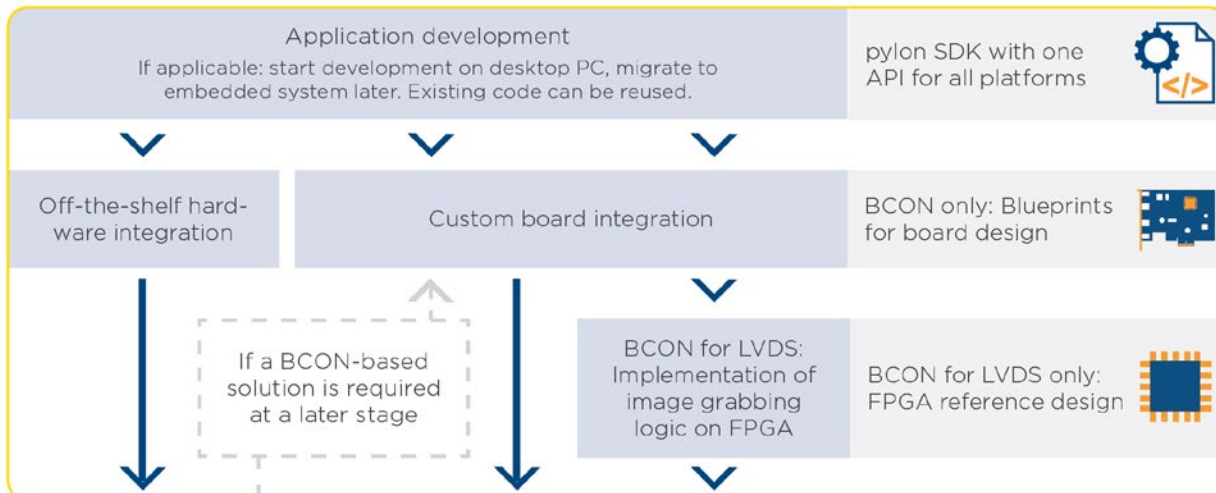 Application development
If applicable: start development on desktop PC, migrate to
embedded system later. Existing code can be reused.
pylon SDK with one
API for all platforms
</>
Off-the-shelf hard-
ware integration
Custom board integration
BCON only: Blueprints
for board design
If a BCON-based
solution is required
at a later stage
BCON for LVDS:
Implementation of
image grabbing
logic on FPGA
BCON for LVDS only:
FPGA reference design